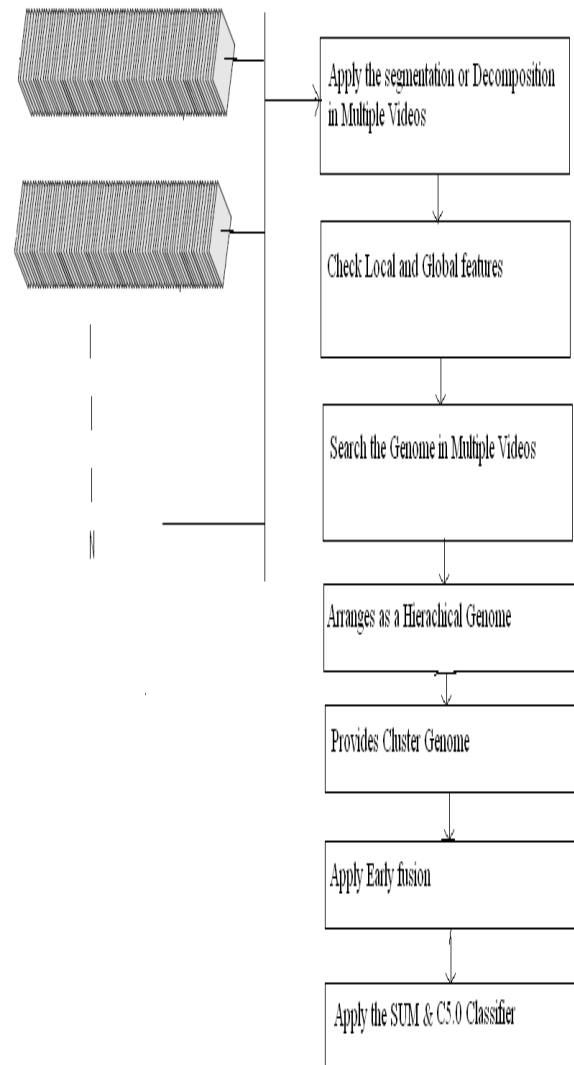 Apply the segmentation or Decomposition
in Multiple Videos
Check Local and Global features
Search the Genome in Multiple Videos
N
Arranges as a Hierachical Genome
Provides Cluster Genome
Apply Early fusion
Apply the SUM & C5.0 Classifier